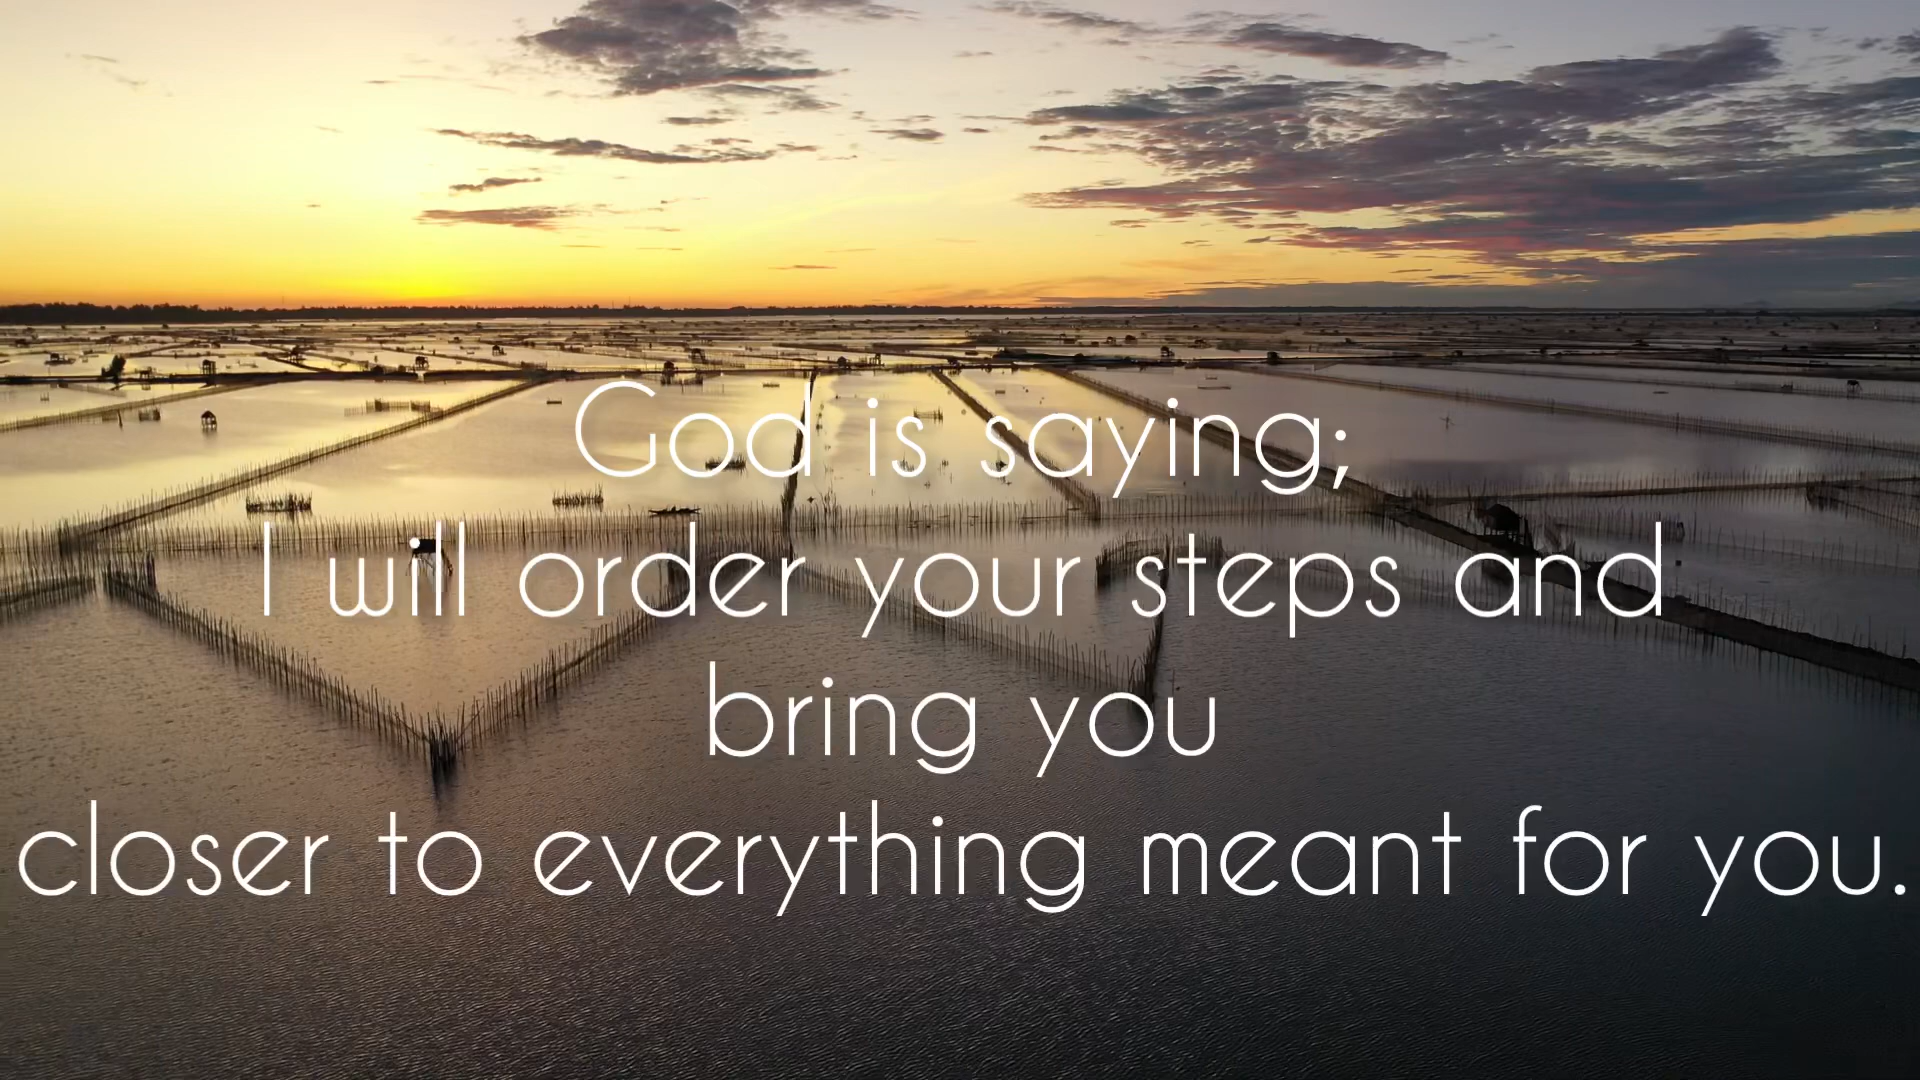 God is saying;
I will order your steps and
bring you
closer to everything meant for you.